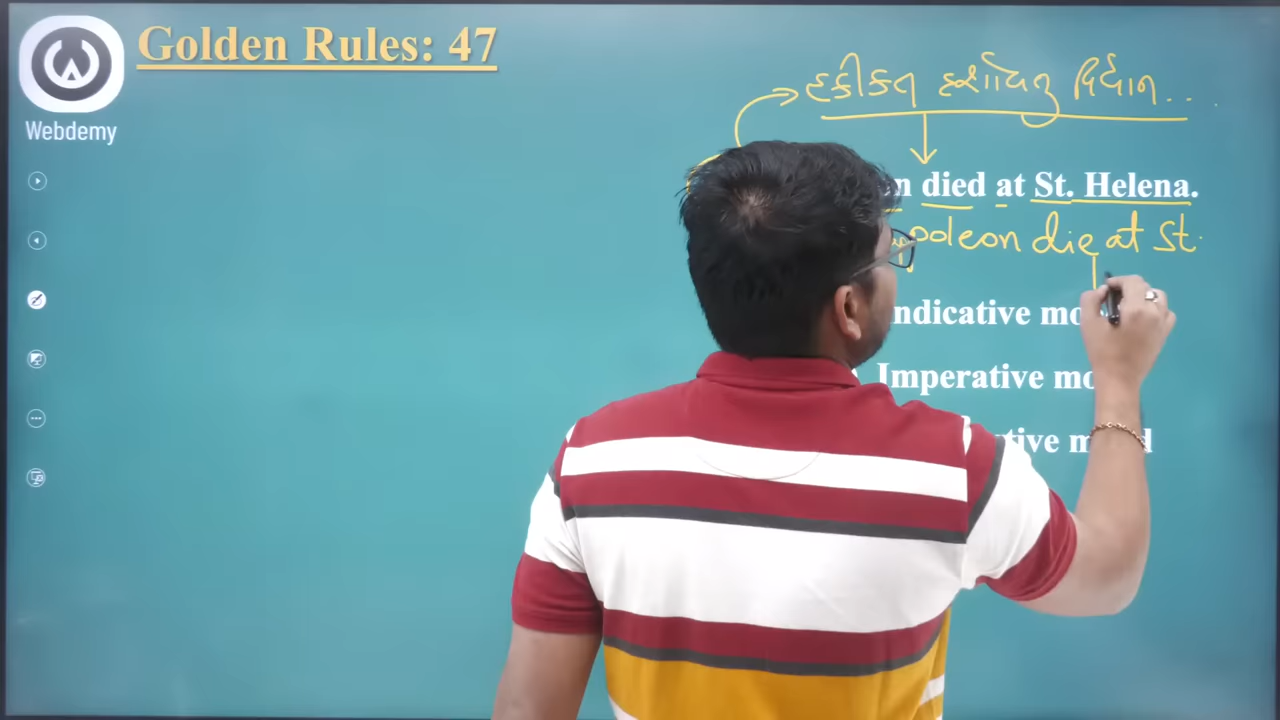 Golden Rules: 47
Webdemy
હકીકત દર્શાવતુ વિધાન...
died at St. Helena.
poleon die at St.
ndicative mo
Imperative mo
tive m d